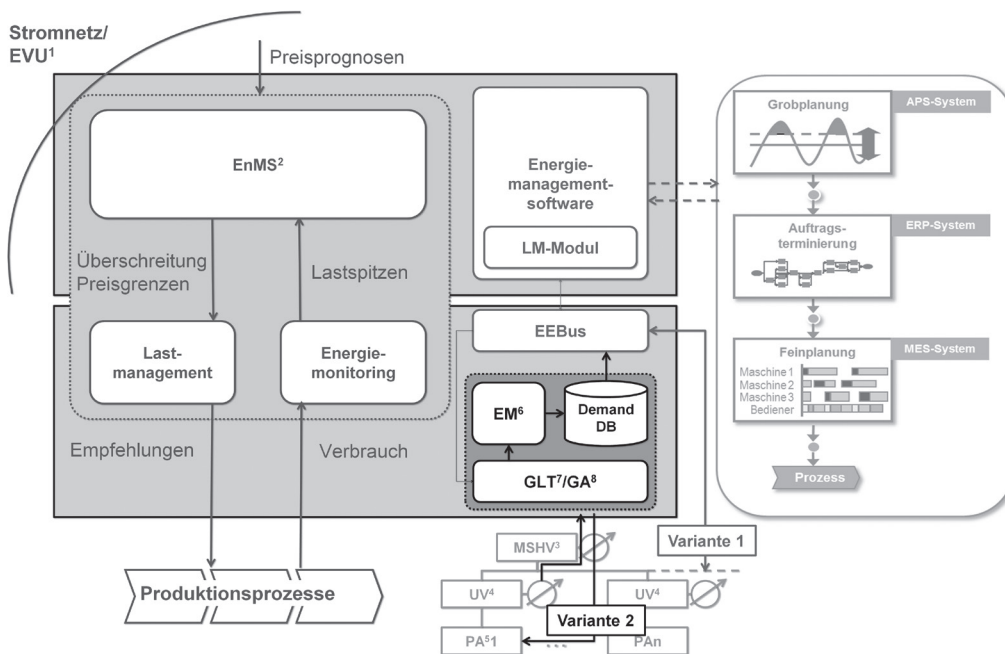 Stromnetz/
EVU¹
Preisprognosen
EnMS²
Überschreitung
Preisgrenzen
Lastspitzen
Last-
management
Energie-
monitoring
Empfehlungen
Verbrauch
Produktionsprozesse
Energie-
management-
software
LM-Modul
EEBus
EM⁶
Demand
DB
GLT⁷/GA⁸
MSHV³
Variante 1
UV⁴
UV⁴
Variante 2
PA⁵1
...
PAn
Grobplanung
APS-System
Auftrags-
terminierung
ERP-System
Feinplanung
MES-System
Maschine 1
Maschine 2
Maschine 3
Bediener
Prozess